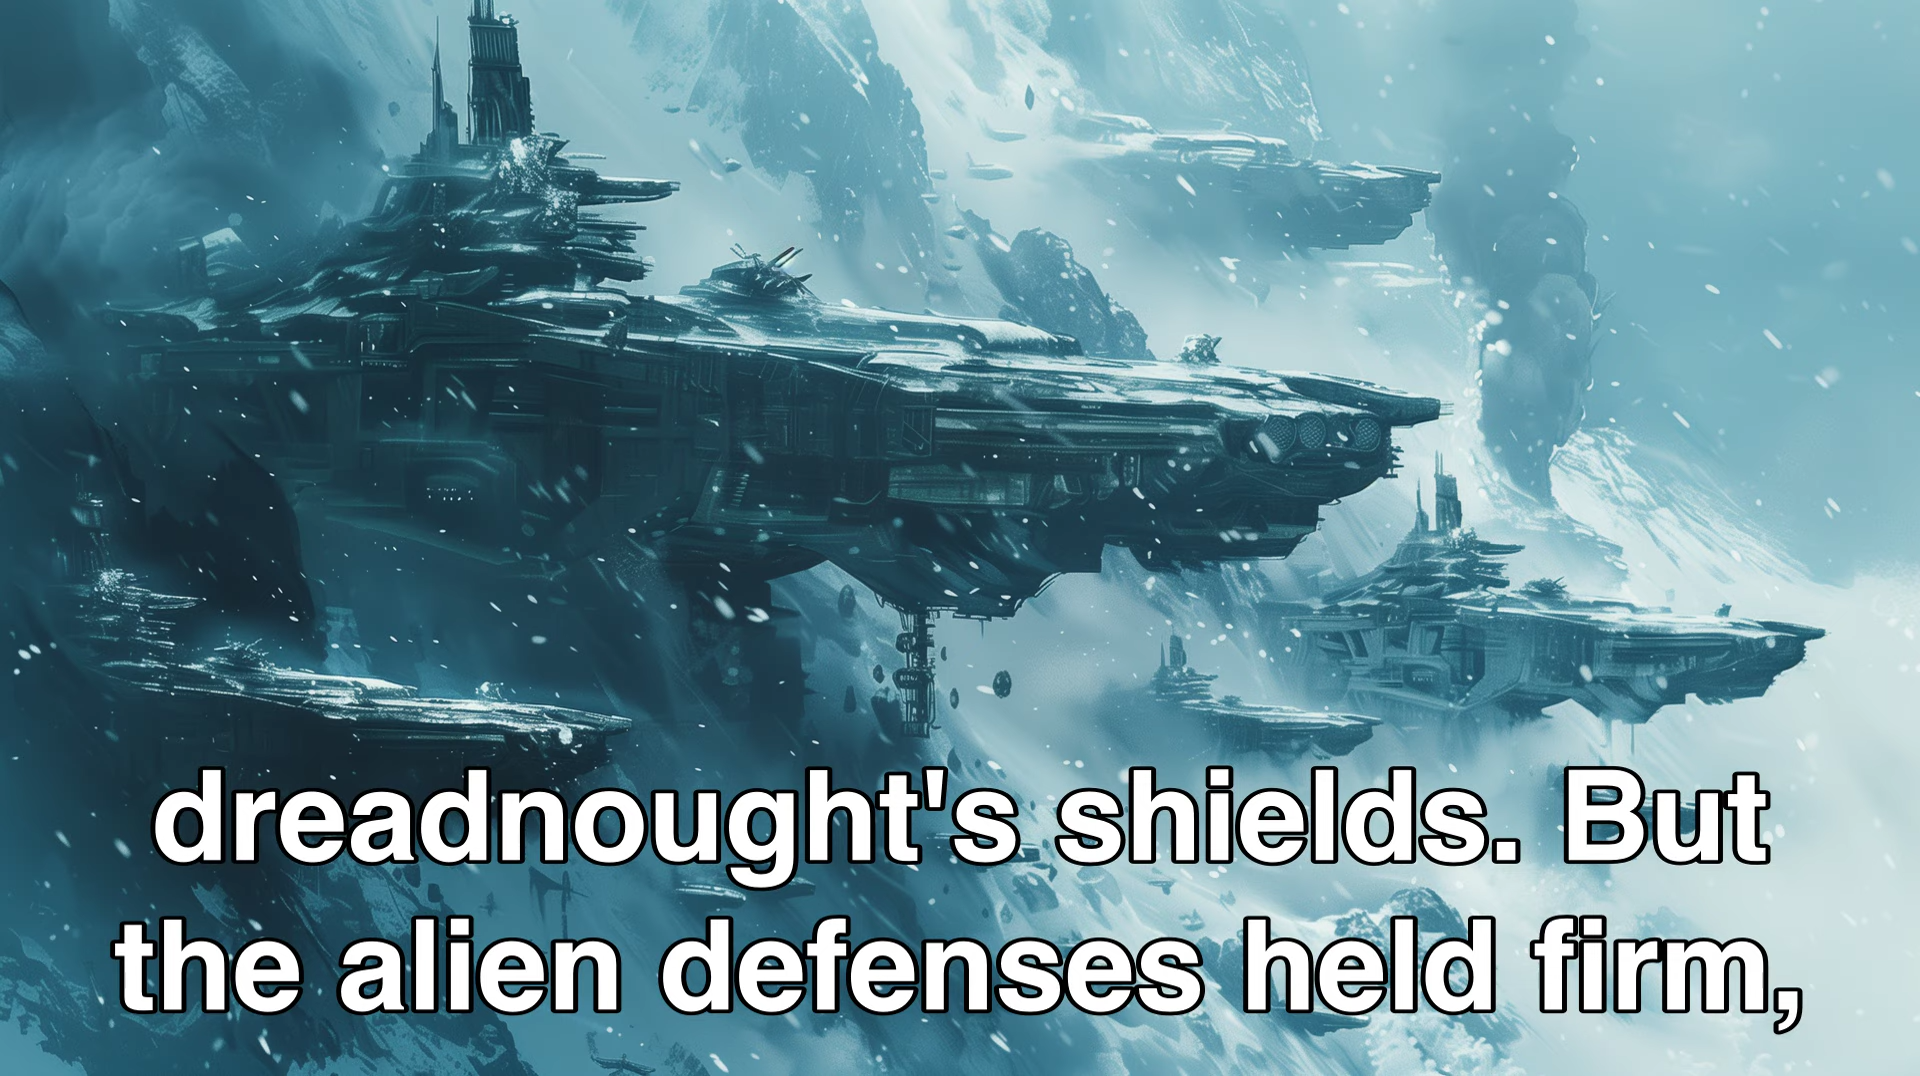 dreadnought's shields. But
the alien defenses held firm,